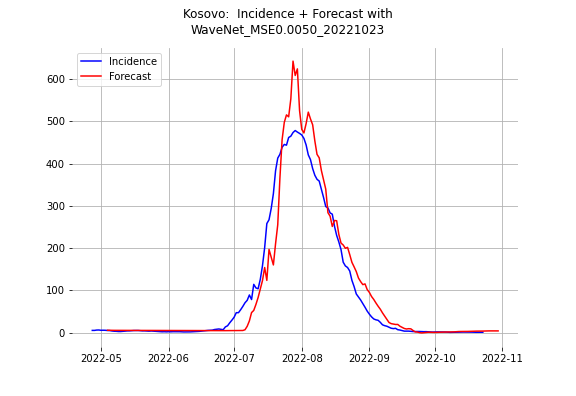 Kosovo:  Incidence + Forecast with
WaveNet_MSE0.0050_20221023
Incidence
Forecast
600
500
400
300
200
100
0
2022-05 2022-06 2022-07 2022-08 2022-09 2022-10 2022-11